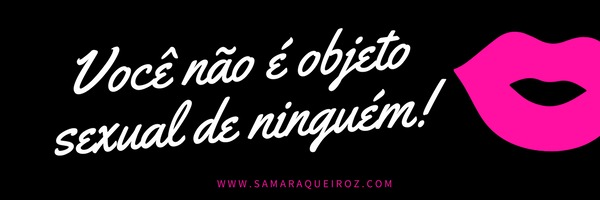 Você não é objeto
sexual de ninguém!
WWW.SAMARAQUEIROZ.COM